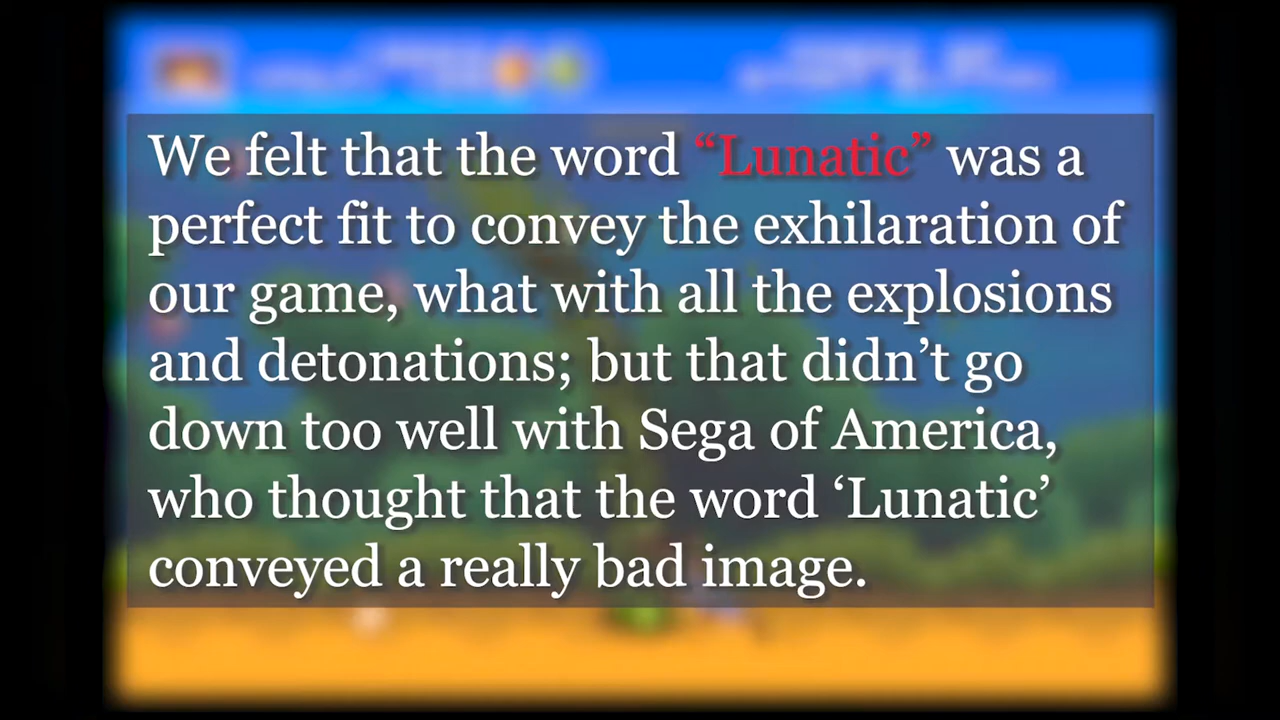 We felt that the word “Lunatic” was a
perfect fit to convey the exhilaration of
our game, what with all the explosions
and detonations; but that didn’t go
down too well with Sega of America,
who thought that the word ‘Lunatic’
conveyed a really bad image.